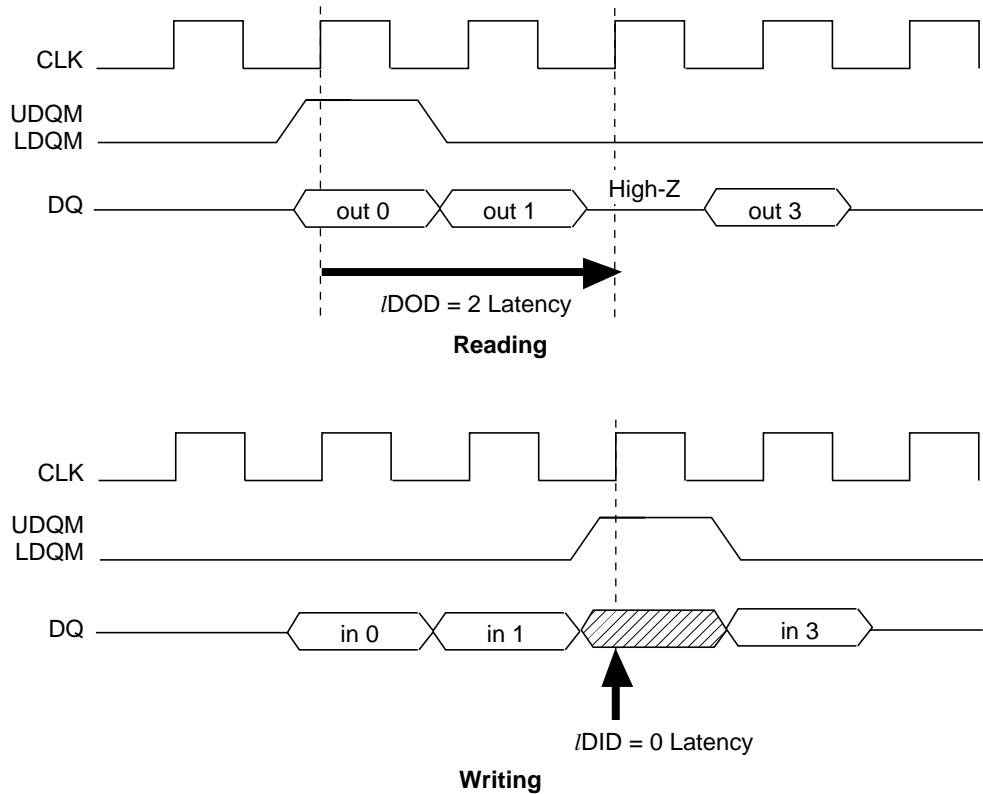 CLK
UDQM
LDQM
High-Z
DQ
out 0
out 1
out 3
lDOD = 2 Latency
Reading
CLK
UDQM
LDQM
DQ
in 0
in 1
in 3
lDID = 0 Latency
Writing